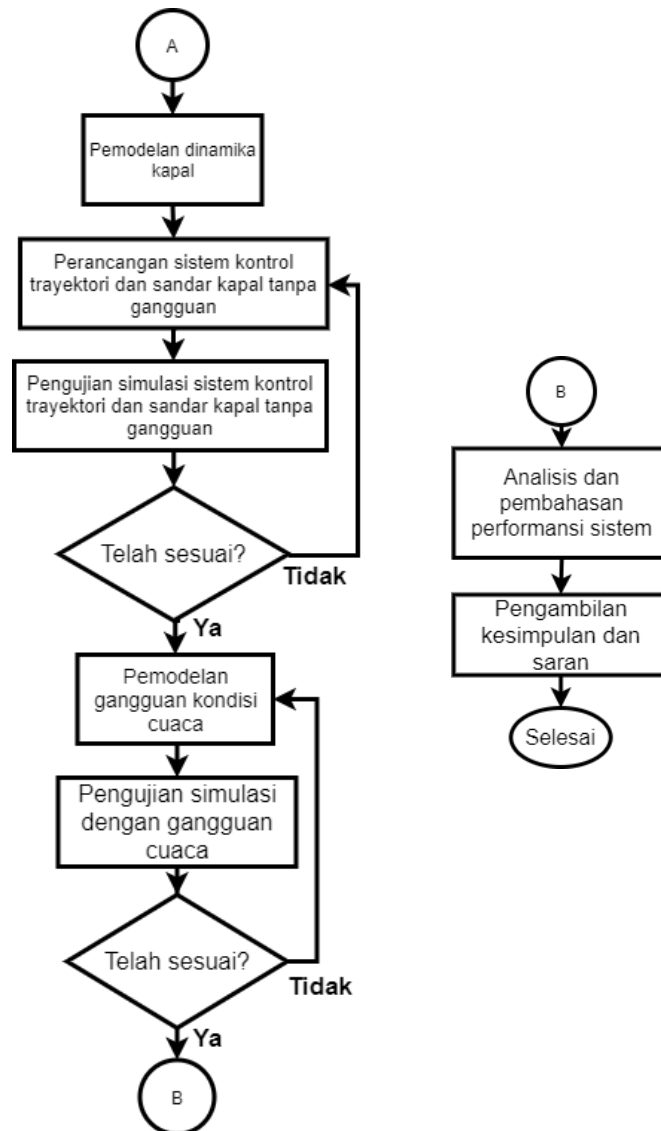 A
Pemodelan dinamika
kapal
Perancangan sistem kontrol
trayektori dan sandar kapal tanpa
gangguan
Pengujian simulasi sistem kontrol
trayektori dan sandar kapal tanpa
gangguan
Telah sesuai?
Tidak
Ya
Pemodelan
gangguan kondisi
cuaca
Pengujian simulasi
dengan gangguan
cuaca
Telah sesuai?
Tidak
Ya
B
B
Analisis dan
pembahasan
performansi sistem
Pengambilan
kesimpulan dan
saran
Selesai